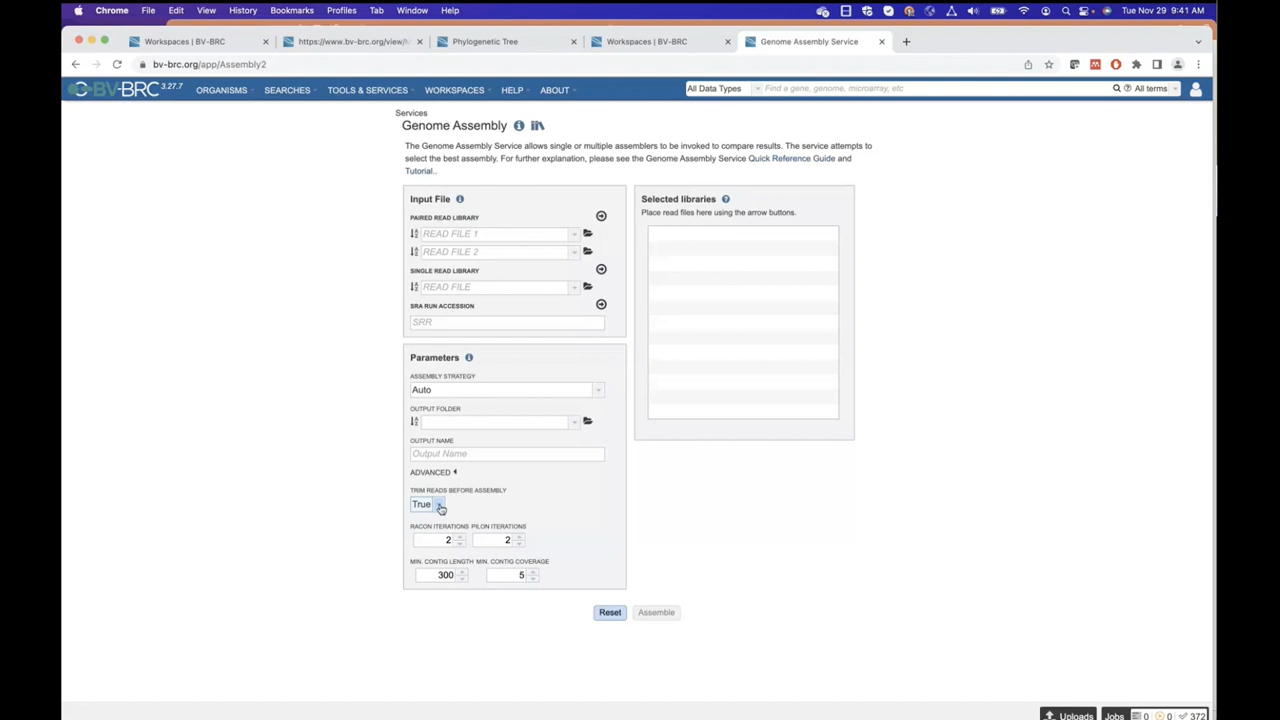 Chrome File Edit View History Bookmarks Profiles Tab Window Help Tue Nov 29 9:41 AM
Workspaces | BV-BRC https://www.bv-brc.org/view/ Phylogenetic Tree Workspaces | BV-BRC Genome Assembly Service
bv-brc.org/app/Assembly2
BV-BRC 3.27.7 ORGANISMS SEARCHES TOOLS & SERVICES WORKSPACES HELP ABOUT All Data Types Find a gene, genome, microarray, etc All terms
Services
Genome Assembly
The Genome Assembly Service allows single or multiple assemblers to be invoked to compare results. The service attempts to
select the best assembly. For further explanation, please see the Genome Assembly Service Quick Reference Guide and
Tutorial..
Input File
PAIRED READ LIBRARY
READ FILE 1
READ FILE 2
SINGLE READ LIBRARY
READ FILE
SRA RUN ACCESSION
SRR
Selected libraries
Place read files here using the arrow buttons.
Parameters
ASSEMBLY STRATEGY
Auto
OUTPUT FOLDER
OUTPUT NAME
Output Name
ADVANCED
TRIM READS BEFORE ASSEMBLY
True
RACON ITERATIONS PILON ITERATIONS
2 2
MIN. CONTIG LENGTH MIN. CONTIG COVERAGE
300 5
Reset Assemble
Uploads Jobs 0 0 372